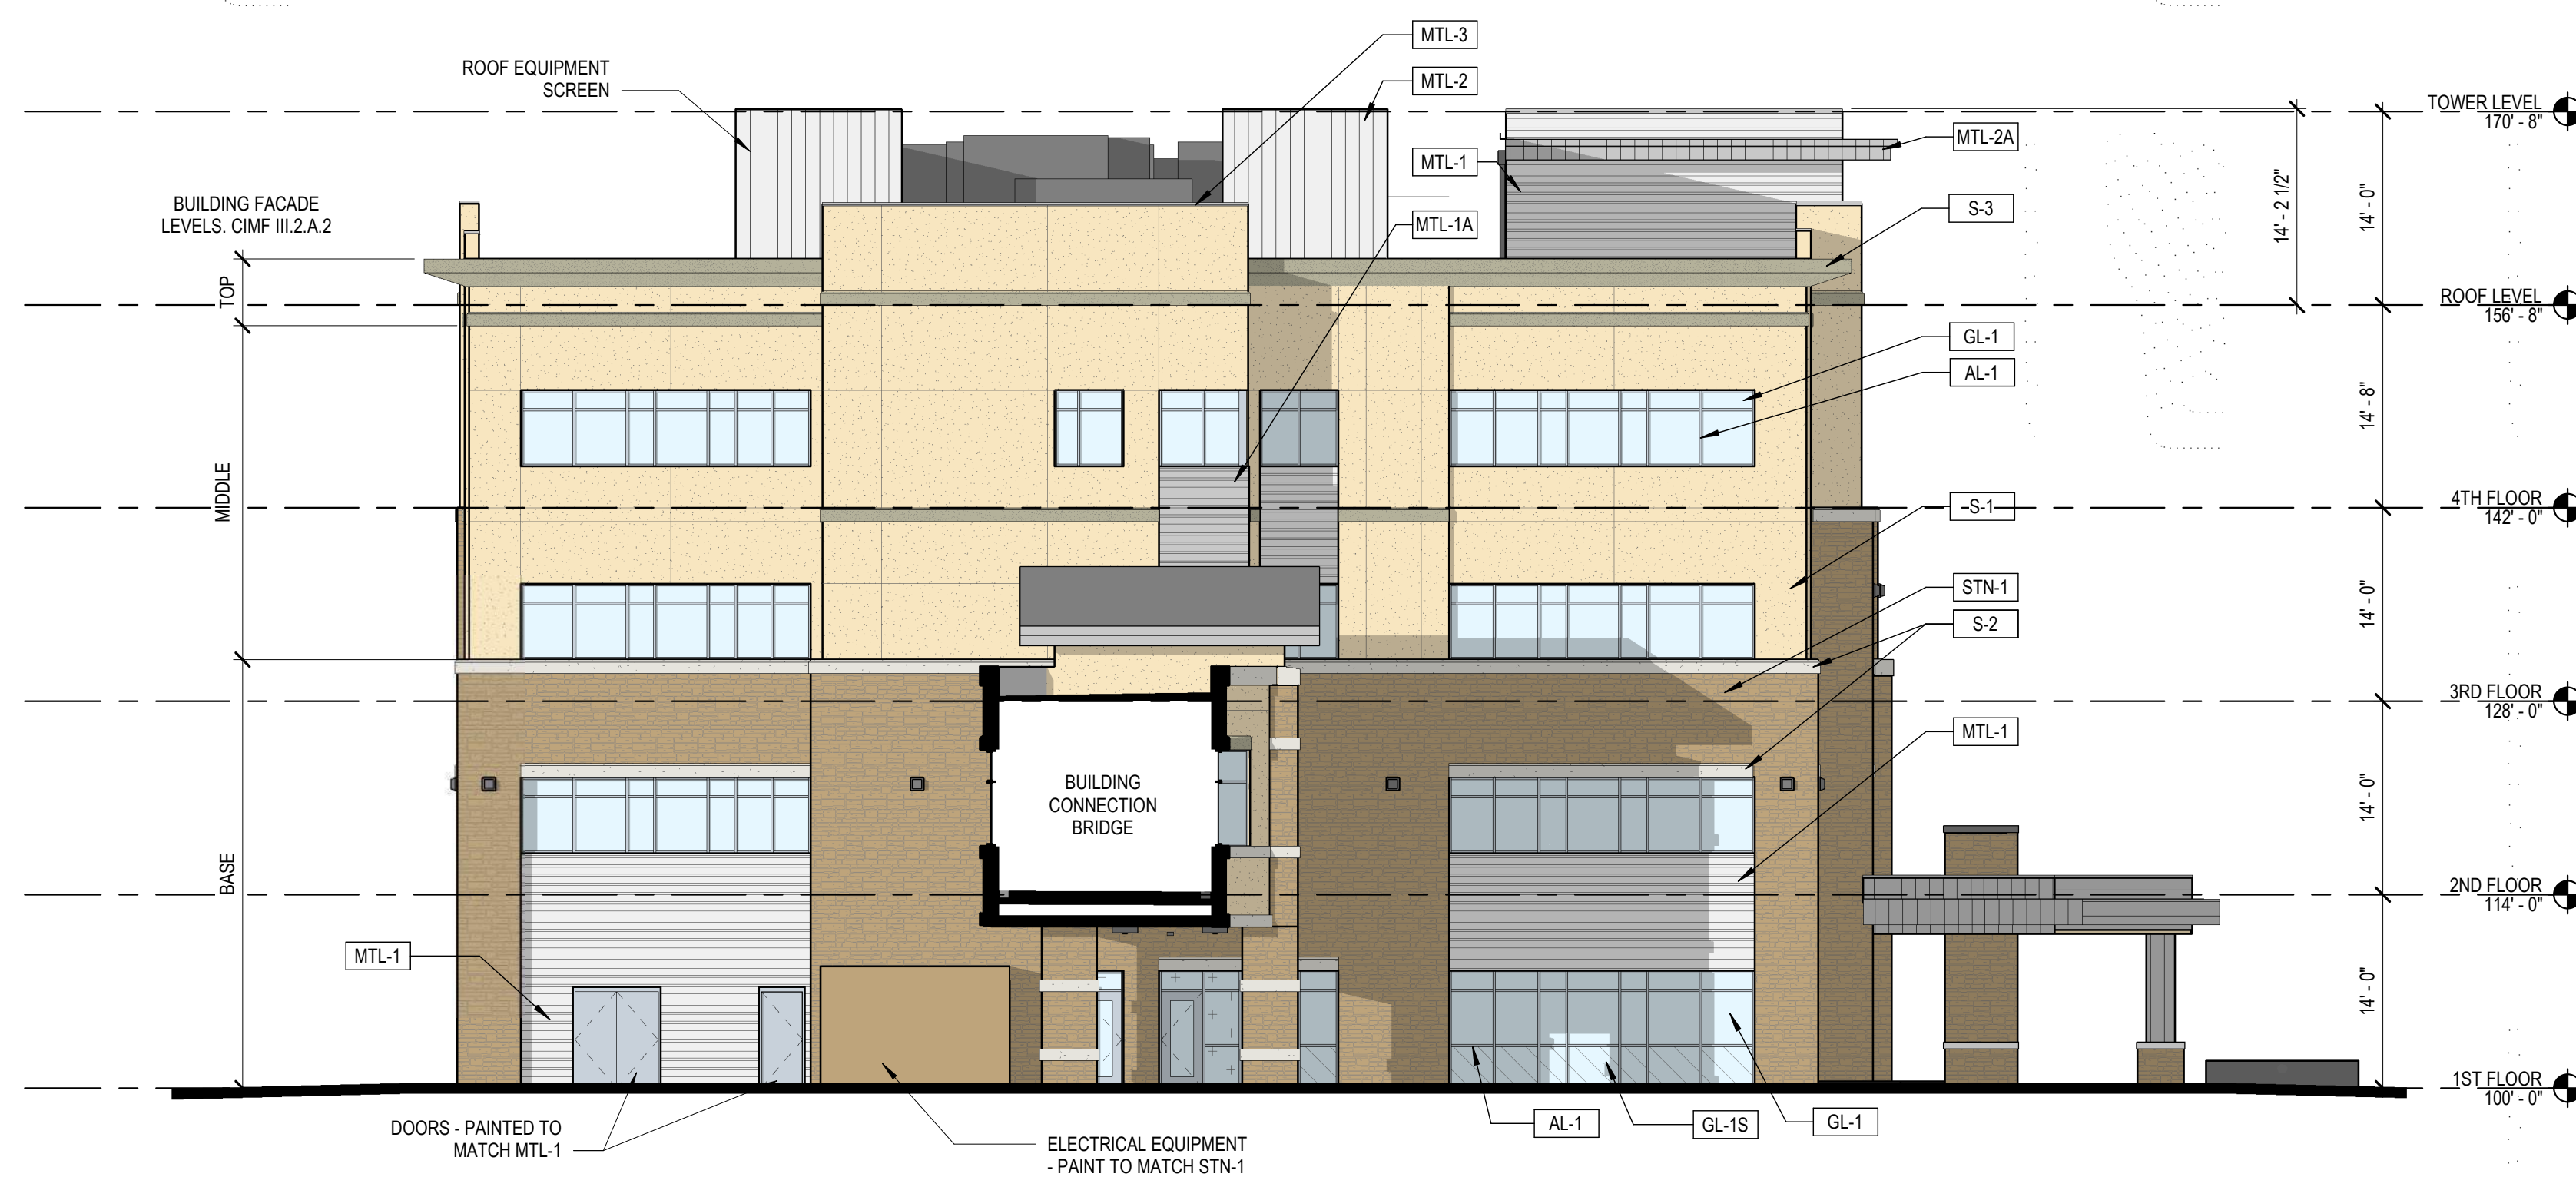 MTL-3
ROOF EQUIPMENT
SCREEN
MTL-2
TOWER LEVEL
170' - 8"
MTL-2A
MTL-1
BUILDING FACADE
LEVELS. CIMF III.2.A.2
MTL-1A
S-3
14' - 2 1/2"
14' - 0"
TOP
ROOF LEVEL
156' - 8"
GL-1
AL-1
14' - 8"
MIDDLE
S-1
4TH FLOOR
142' - 0"
STN-1
S-2
14' - 0"
3RD FLOOR
128' - 0"
MTL-1
BUILDING
CONNECTION
BRIDGE
14' - 0"
BASE
2ND FLOOR
114' - 0"
MTL-1
14' - 0"
1ST FLOOR
100' - 0"
DOORS - PAINTED TO
MATCH MTL-1
ELECTRICAL EQUIPMENT
- PAINT TO MATCH STN-1
AL-1
GL-1S
GL-1